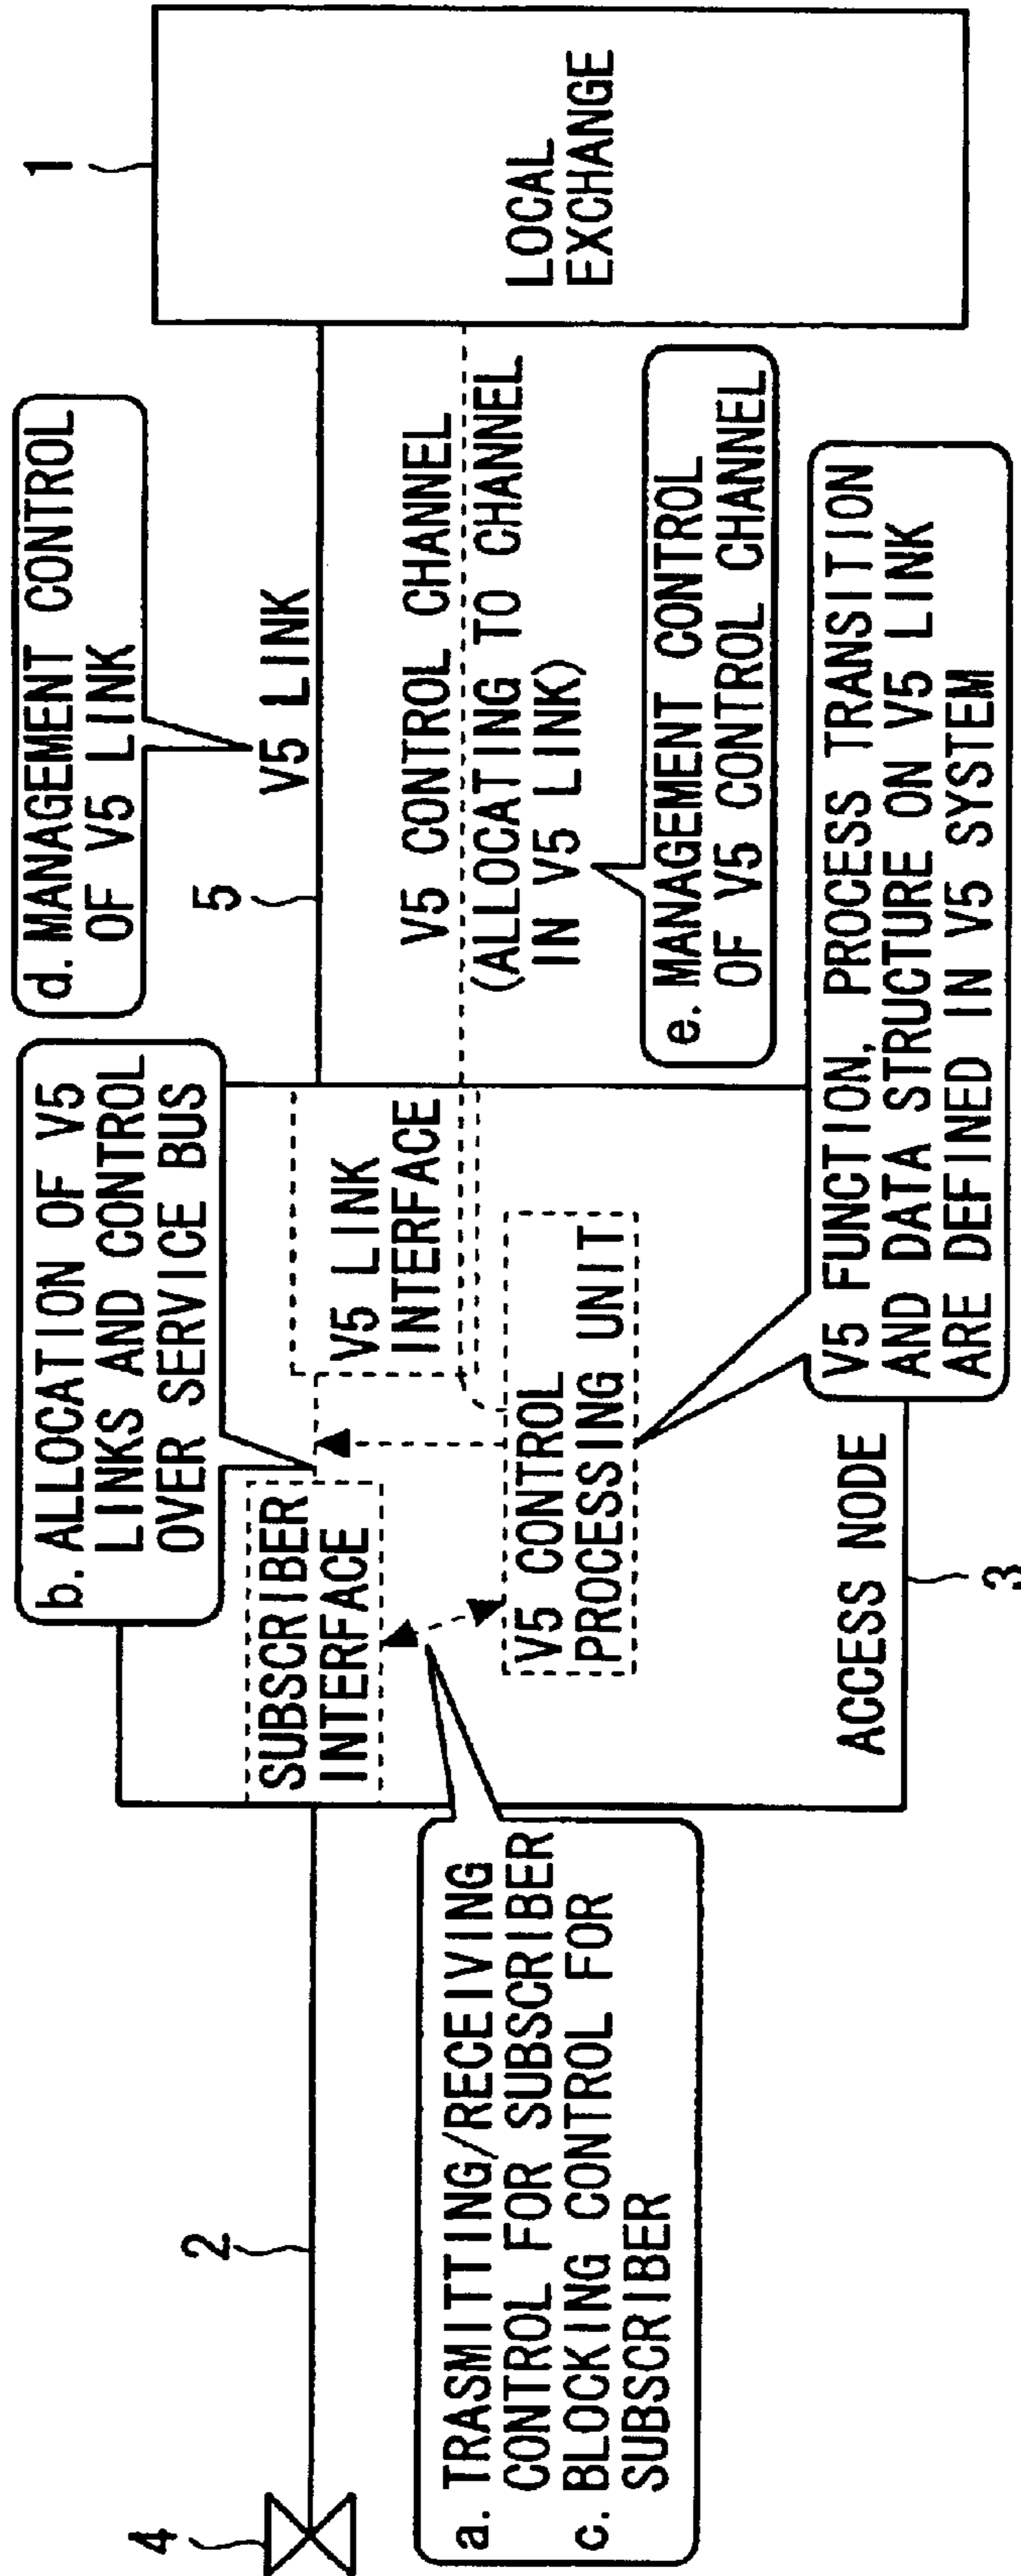 1
LOCAL
EXCHANGE
d. MANAGEMENT CONTROL
OF V5 LINK
V5 LINK
5
V5 CONTROL CHANNEL
(ALLOCATING TO CHANNEL
IN V5 LINK)
e. MANAGEMENT CONTROL
OF V5 CONTROL CHANNEL
b. ALLOCATION OF V5
LINKS AND CONTROL
OVER SERVICE BUS
V5 LINK
INTERFACE
SUBSCRIBER
INTERFACE
V5 CONTROL
PROCESSING UNIT
V5 FUNCTION, PROCESS TRANSITION
AND DATA STRUCTURE ON V5 LINK
ARE DEFINED IN V5 SYSTEM
ACCESS NODE
3
2
4
a. TRASMITTING/RECEIVING
CONTROL FOR SUBSCRIBER
c. BLOCKING CONTROL FOR
SUBSCRIBER